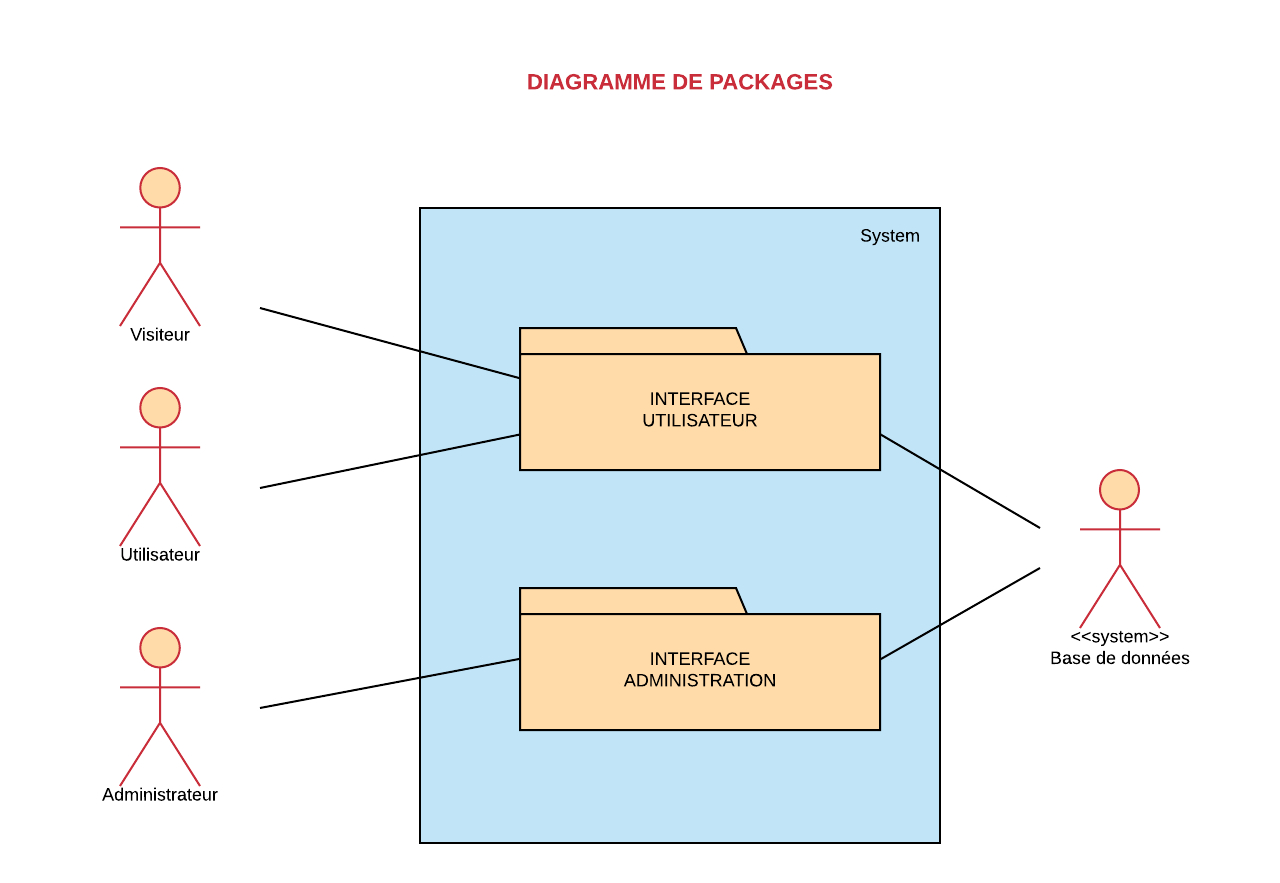 DIAGRAMME DE PACKAGES
Visiteur
System
INTERFACE
UTILISATEUR
Utilisateur
INTERFACE
ADMINISTRATION
<<system>>
Base de données
Administrateur